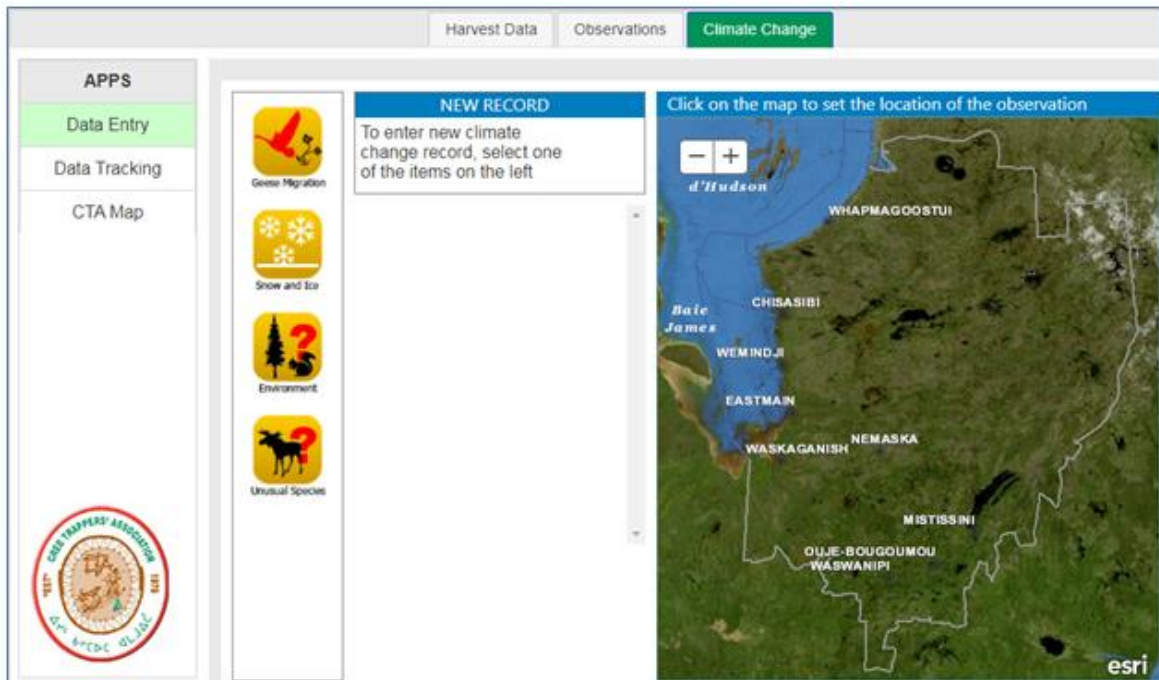 Harvest Data
Observations
Climate Change
APPS
Data Entry
Data Tracking
CTA Map
Geese Migration
Snow and Ice
Environment
Unusual Species
NEW RECORD
To enter new climate
change record, select one
of the items on the left
Click on the map to set the location of the observation
− +
d'Hudson
WHAPMAGOOSTUI
CHISASIBI
Baie
James
WEMINDJI
EASTMAIN
NEMASKA
WASKAGANISH
MISTISSINI
OUJE-BOUGOUMOU
WASWANIPI
esri
CREE TRAPPERS' ASSOCIATION
"EST"
1978